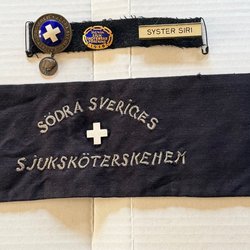 SYSTER SIRI
SÖDRA SVERIGES
SJUKSKÖTERSKEHEM